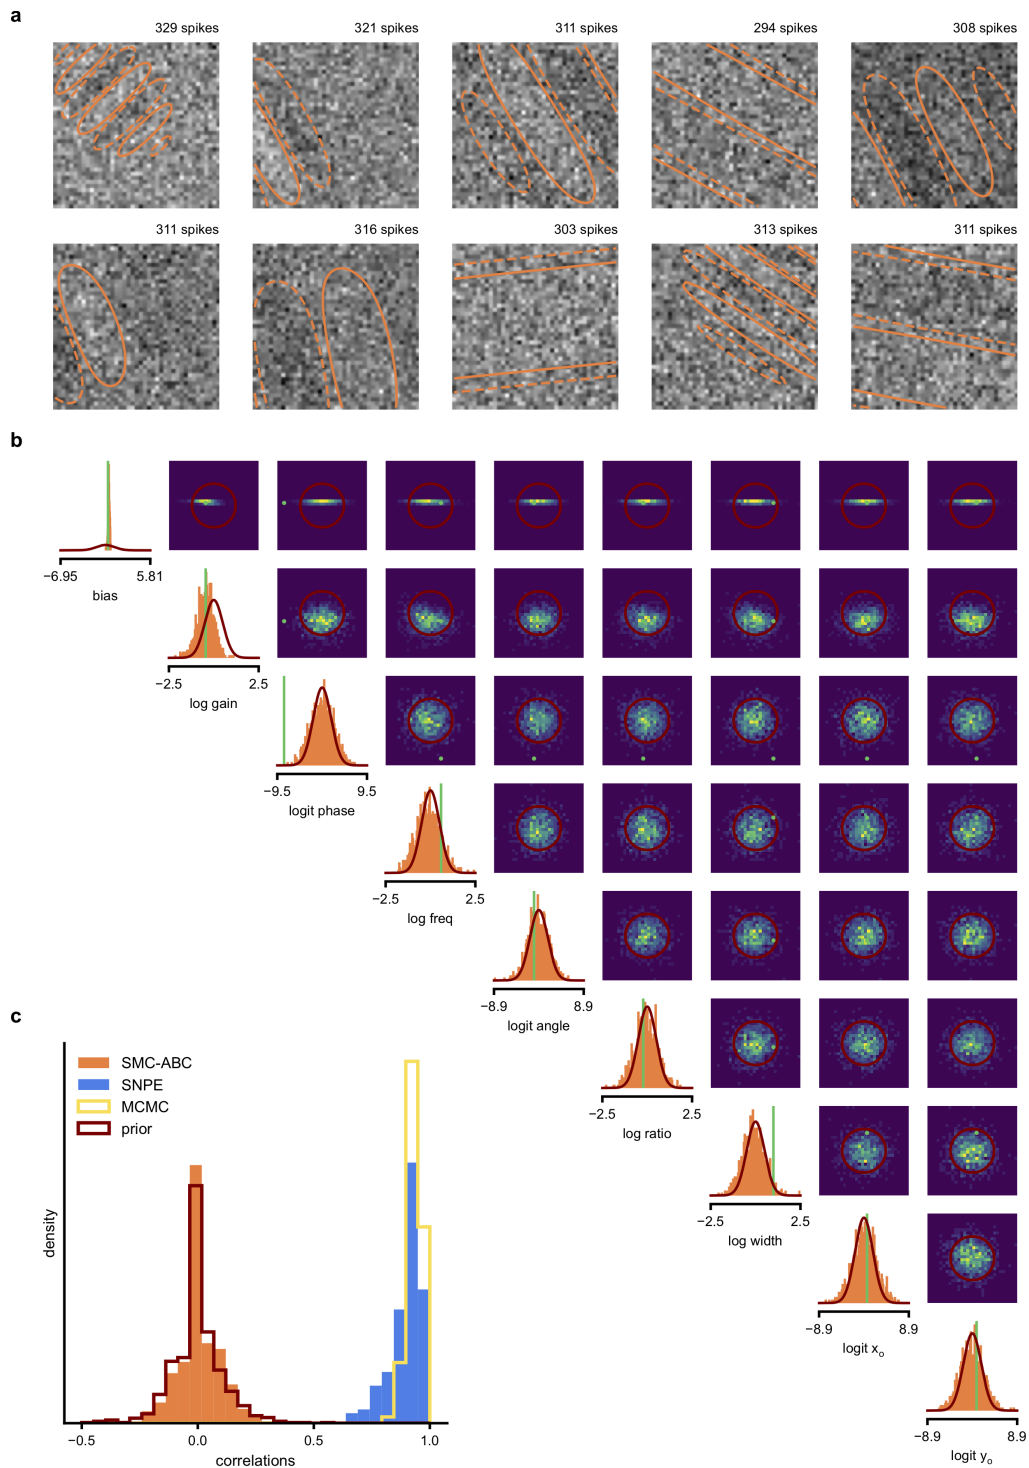 a
329 spikes
321 spikes
311 spikes
294 spikes
308 spikes
311 spikes
316 spikes
303 spikes
313 spikes
311 spikes
b
−6.95
5.81
bias
−2.5
2.5
log gain
−9.5
9.5
logit phase
−2.5
2.5
log freq
−8.9
8.9
logit angle
−2.5
2.5
log ratio
−2.5
2.5
log width
−8.9
8.9
logit xₒ
−8.9
8.9
logit yₒ
c
SMC-ABC
SNPE
MCMC
prior
density
−0.5
0.0
0.5
1.0
correlations